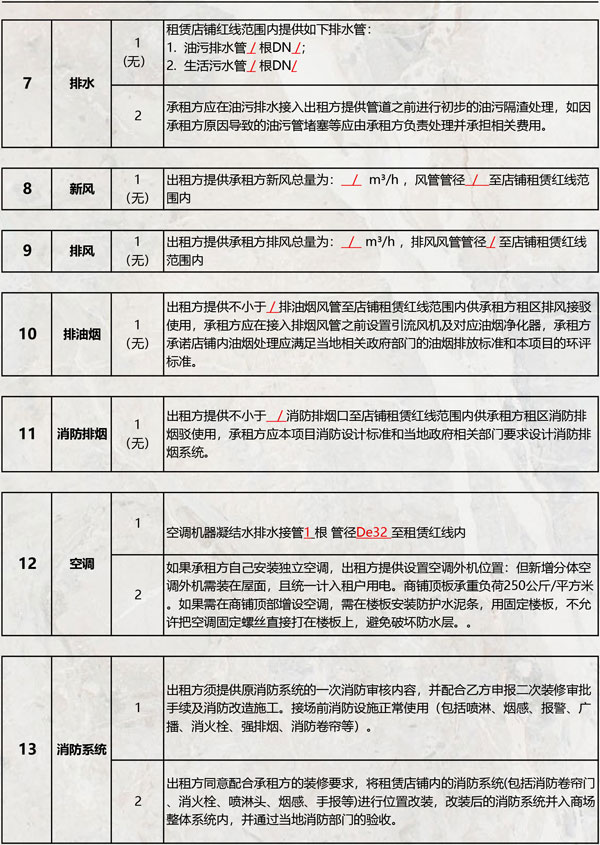 7 排水 1 (无) 租赁店铺红线范围内提供如下排水管：
1. 油污排水管 / 根DN / ；
2. 生活污水管 / 根DN /
2 承租方应在油污排水接入出租方提供管道之前进行初步的油污隔渣处理，如因
承租方原因导致的油污管堵塞等应由承租方负责处理并承担相关费用。
8 新风 1 (无) 出租方提供承租方新风总量为： / m³/h ，风管管径 / 至店铺租赁红线范
围内
9 排风 1 (无) 出租方提供承租方排风总量为： / m³/h ，排风风管管径 / 至店铺租赁红线
范围内
10 排油烟 1 (无) 出租方提供不小于 / 排油烟风管至店铺租赁红线范围内供承租方租区排风接驳
使用，承租方应在接入排烟风管之前设置引流风机及对应油烟净化器，承租方
承诺店铺内油烟处理应满足当地相关政府部门的油烟排放标准和本项目的环评
标准。
11 消防排烟 1 (无) 出租方提供不小于 / 消防排烟口至店铺租赁红线范围内供承租方租区消防排
烟驳使用，承租方应本项目消防设计标准和当地政府相关部门要求设计消防排
烟系统。
12 空调 1 空调机器凝结水排水接管1 根 管径De32 至租赁红线内
2 如果承租方自己安装独立空调，出租方提供设置空调外机位置：但新增分体空
调外机需装在屋面，且统一计入租户用电。商铺顶板承重负荷250公斤/平方米
。如果需在商铺顶部增设空调，需在楼板安装防护水泥条，用固定楼板，不允
许把空调固定螺丝直接打在楼板上，避免破坏防水层。。
13 消防系统 1 出租方须提供原消防系统的一次消防审核内容，并配合乙方申报二次装修审批
手续及消防改造施工。接场前消防设施正常使用（包括喷淋、烟感、报警、广
播、消火栓、强排烟、消防卷帘等）。
2 出租方同意配合承租方的装修要求，将租赁店铺内的消防系统(包括消防卷帘门
、消火栓、喷淋头、烟感、手报等)进行位置改装，改装后的消防系统并入商场
整体系统内，并通过当地消防部门的验收。